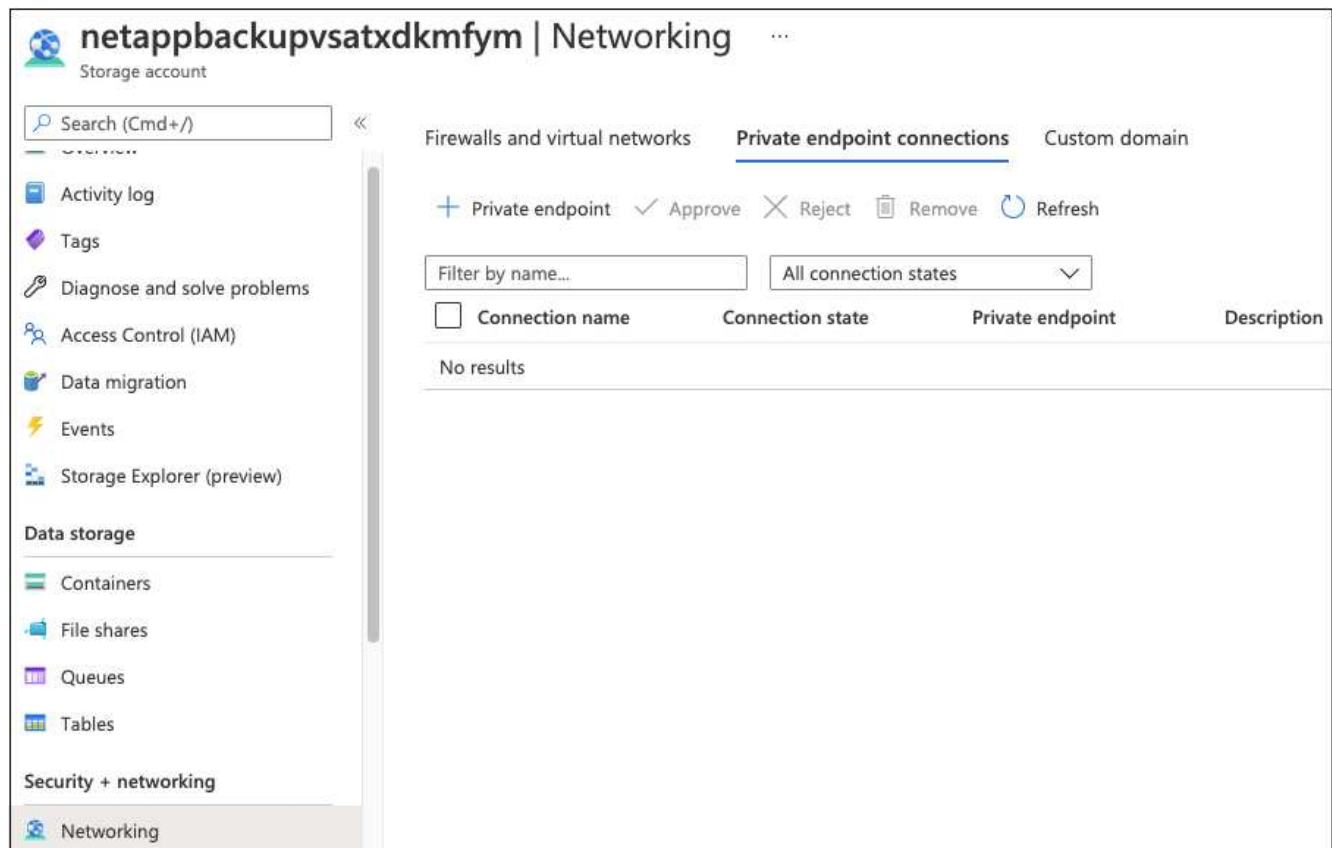 netappbackupvsatxdkmfym | Networking ...
Storage account
Search (Cmd+/) «
Overview
Activity log
Tags
Diagnose and solve problems
Access Control (IAM)
Data migration
Events
Storage Explorer (preview)
Data storage
Containers
File shares
Queues
Tables
Security + networking
Networking
Firewalls and virtual networks Private endpoint connections Custom domain
+ Private endpoint Approve Reject Remove Refresh
Filter by name... All connection states
Connection name Connection state Private endpoint Description
No results